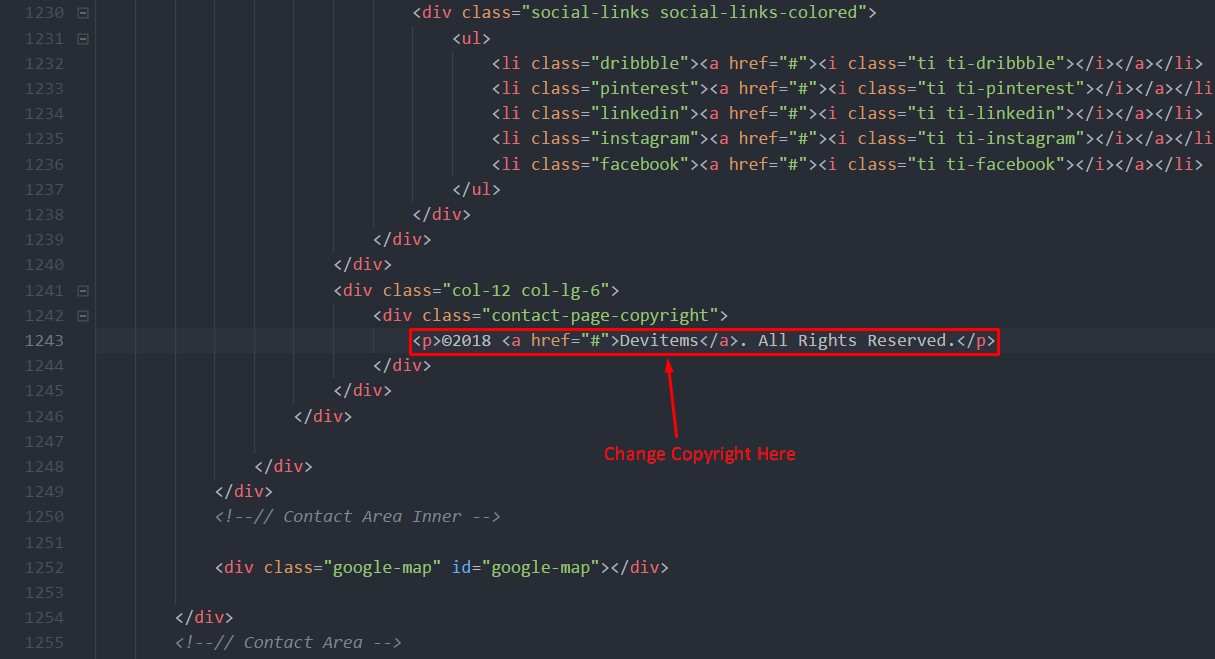 1230 <div class="social-links social-links-colored">
1231 <ul>
1232 <li class="dribbble"><a href="#"><i class="ti ti-dribbble"></i></a></li>
1233 <li class="pinterest"><a href="#"><i class="ti ti-pinterest"></i></a></li
1234 <li class="linkedin"><a href="#"><i class="ti ti-linkedin"></i></a></li>
1235 <li class="instagram"><a href="#"><i class="ti ti-instagram"></i></a></li
1236 <li class="facebook"><a href="#"><i class="ti ti-facebook"></i></a></li>
1237 </ul>
1238 </div>
1239 </div>
1240 </div>
1241 <div class="col-12 col-lg-6">
1242 <div class="contact-page-copyright">
1243 <p>©2018 <a href="#">Devitems</a>. All Rights Reserved.</p>
1244 </div>
1245 </div>
1246 </div>
Change Copyright Here
1247
1248 </div>
1249 </div>
1250 <!--// Contact Area Inner -->
1251
1252 <div class="google-map" id="google-map"></div>
1253
1254 </div>
1255 <!--// Contact Area -->